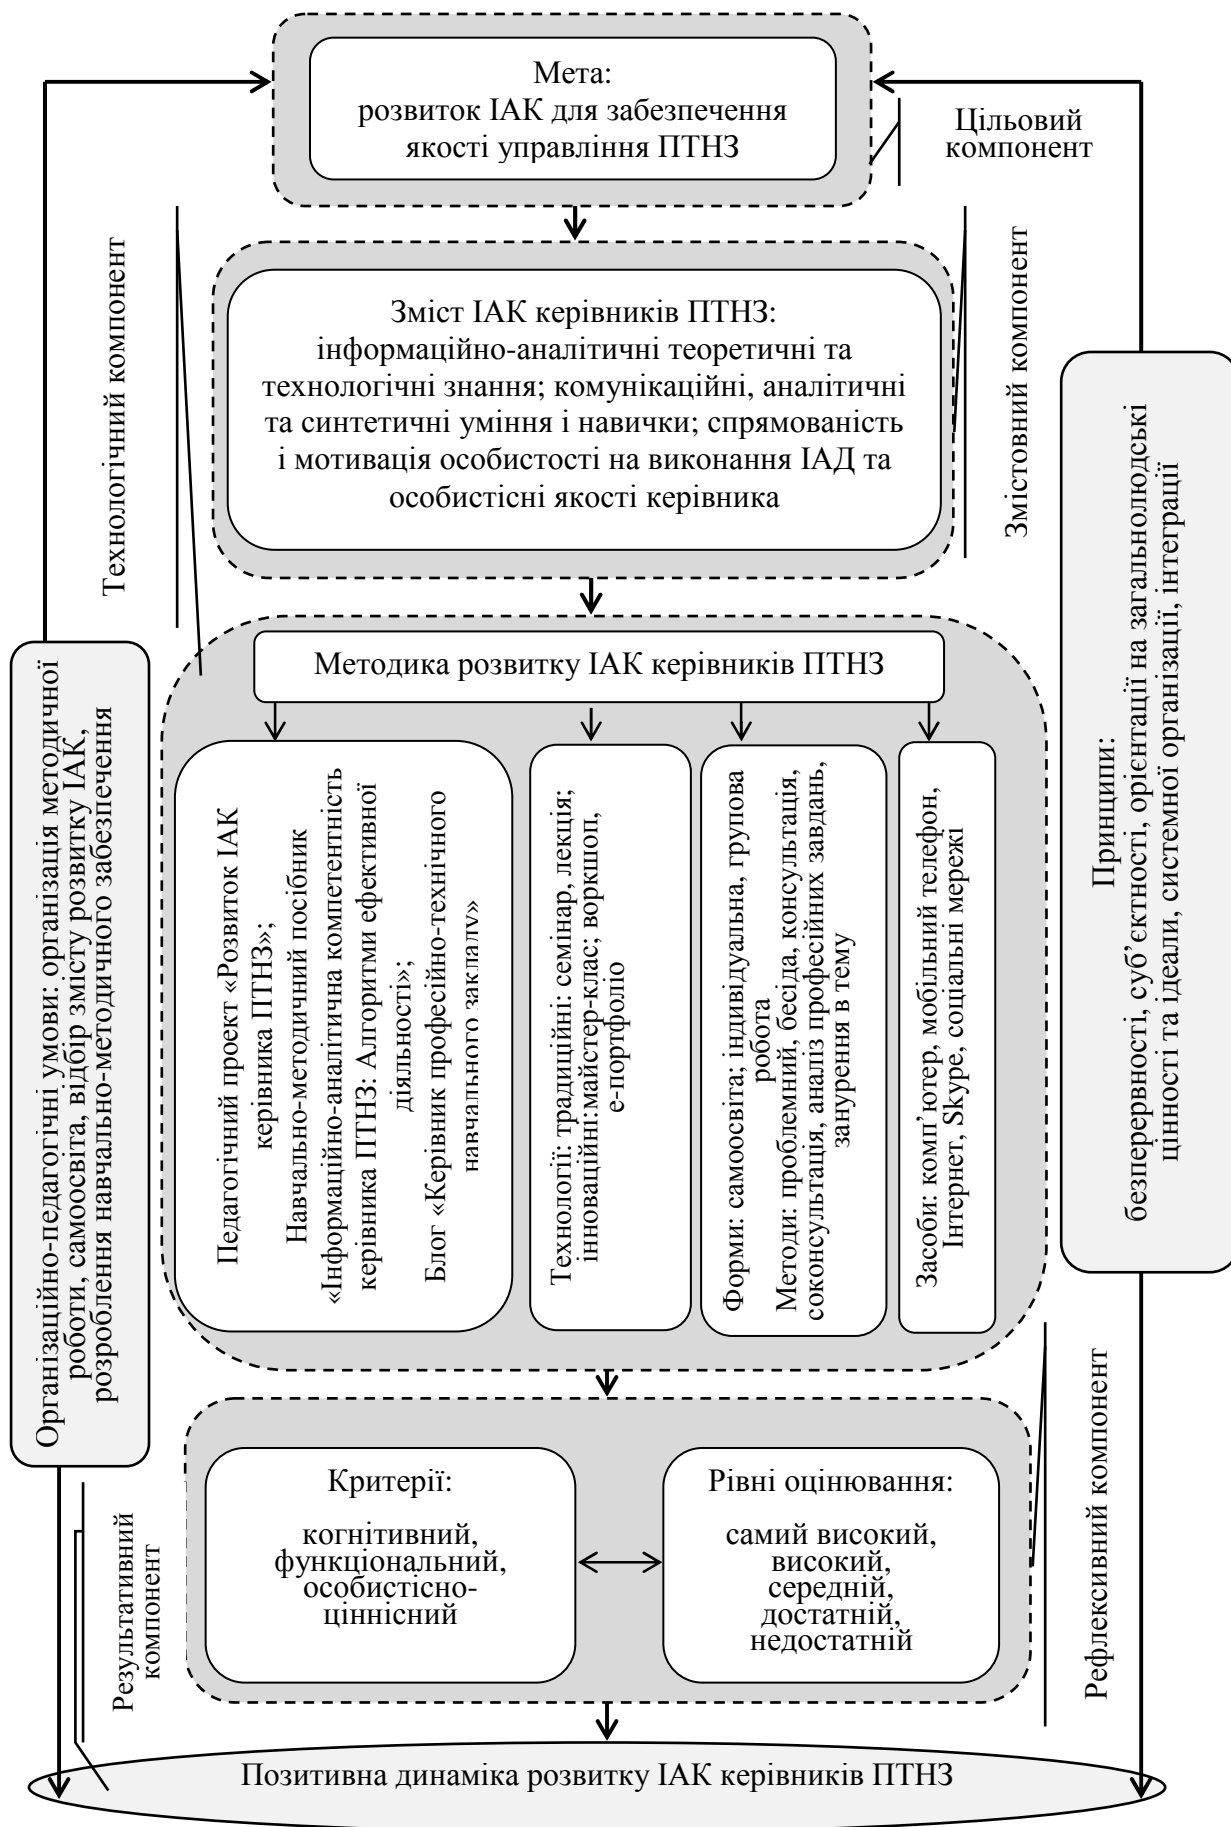 Мета:
розвиток ІАК для забезпечення
якості управління ПТНЗ
Цільовий
компонент
Технологічний компонент
Зміст ІАК керівників ПТНЗ:
інформаційно-аналітичні теоретичні та
технологічні знання; комунікаційні, аналітичні
та синтетичні уміння і навички; спрямованість
і мотивація особистості на виконання ІАД та
особистісні якості керівника
Змістовний компонент
Організаційно-педагогічні умови: організація методичної
роботи, самоосвіта, відбір змісту розвитку ІАК,
розроблення навчально-методичного забезпечення
Методика розвитку ІАК керівників ПТНЗ
Педагогічний проект «Розвиток ІАК
керівника ПТНЗ»;
Навчально-методичний посібник
«Інформаційно-аналітична компетентність
керівника ПТНЗ: Алгоритми ефективної
діяльності»;
Блог «Керівник професійно-технічного
навчального закладу»
Технології: традиційні: семінар, лекція;
інноваційні:майстер-клас; воркшоп,
е-портфоліо
Форми: самоосвіта; індивідуальна, групова
робота
Методи: проблемний, бесіда, консультація,
соконсультація, аналіз професійних завдань,
занурення в тему
Засоби: комп’ютер, мобільний телефон,
Інтернет, Skype, соціальні мережі
Принципи:
безперервності, суб’єктності, орієнтації на загальнолюдські
цінності та ідеали, системної організації, інтеграції
Результативний
компонент
Критерії:
когнітивний,
функціональний,
особистісно-
ціннісний
Рівні оцінювання:
самий високий,
високий,
середній,
достатній,
недостатній
Рефлексивний компонент
Позитивна динаміка розвитку ІАК керівників ПТНЗ